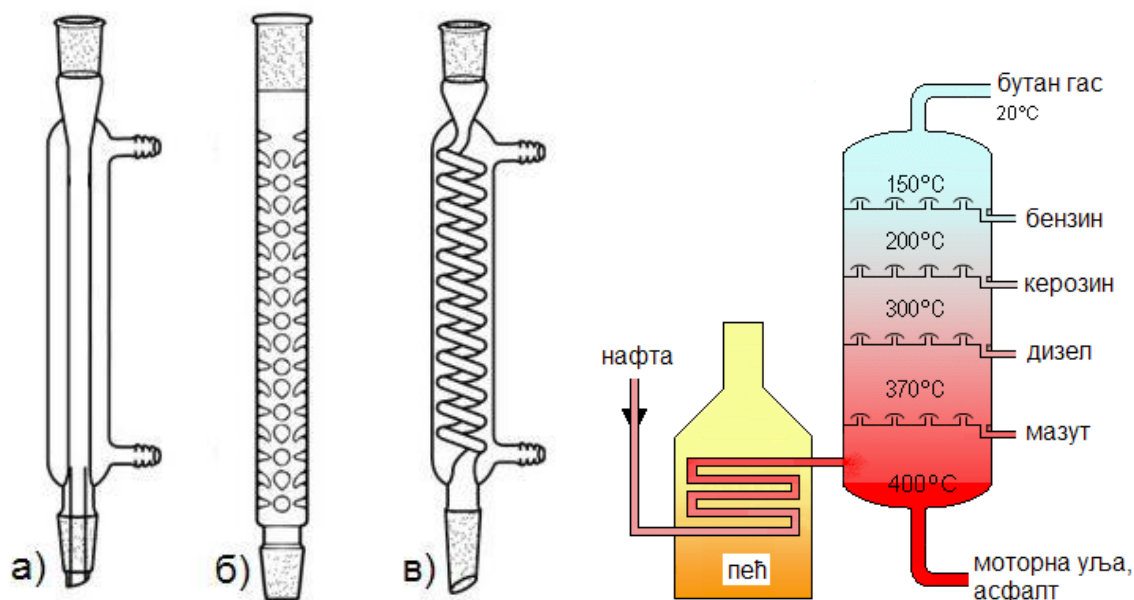 а)
б)
в)
бутан гас
20°C
150°C
бензин
200°C
керозин
300°C
нафта
дизел
370°C
мазут
400°C
пећ
моторна уља,
асфалт